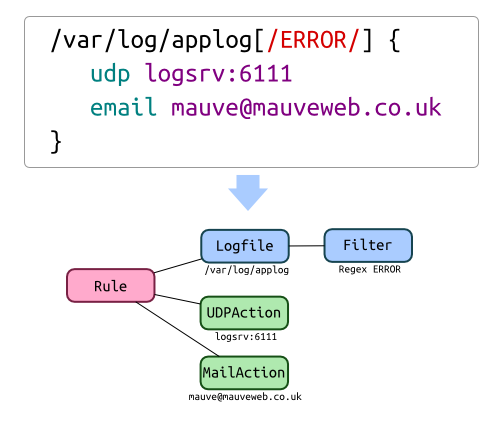 /var/log/applog[/ERROR/] {
udp logsrv:6111
email mauve@mauveweb.co.uk
}
Logfile
/var/log/applog
Filter
Regex ERROR
Rule
UDPAction
logsrv:6111
MailAction
mauve@mauveweb.co.uk